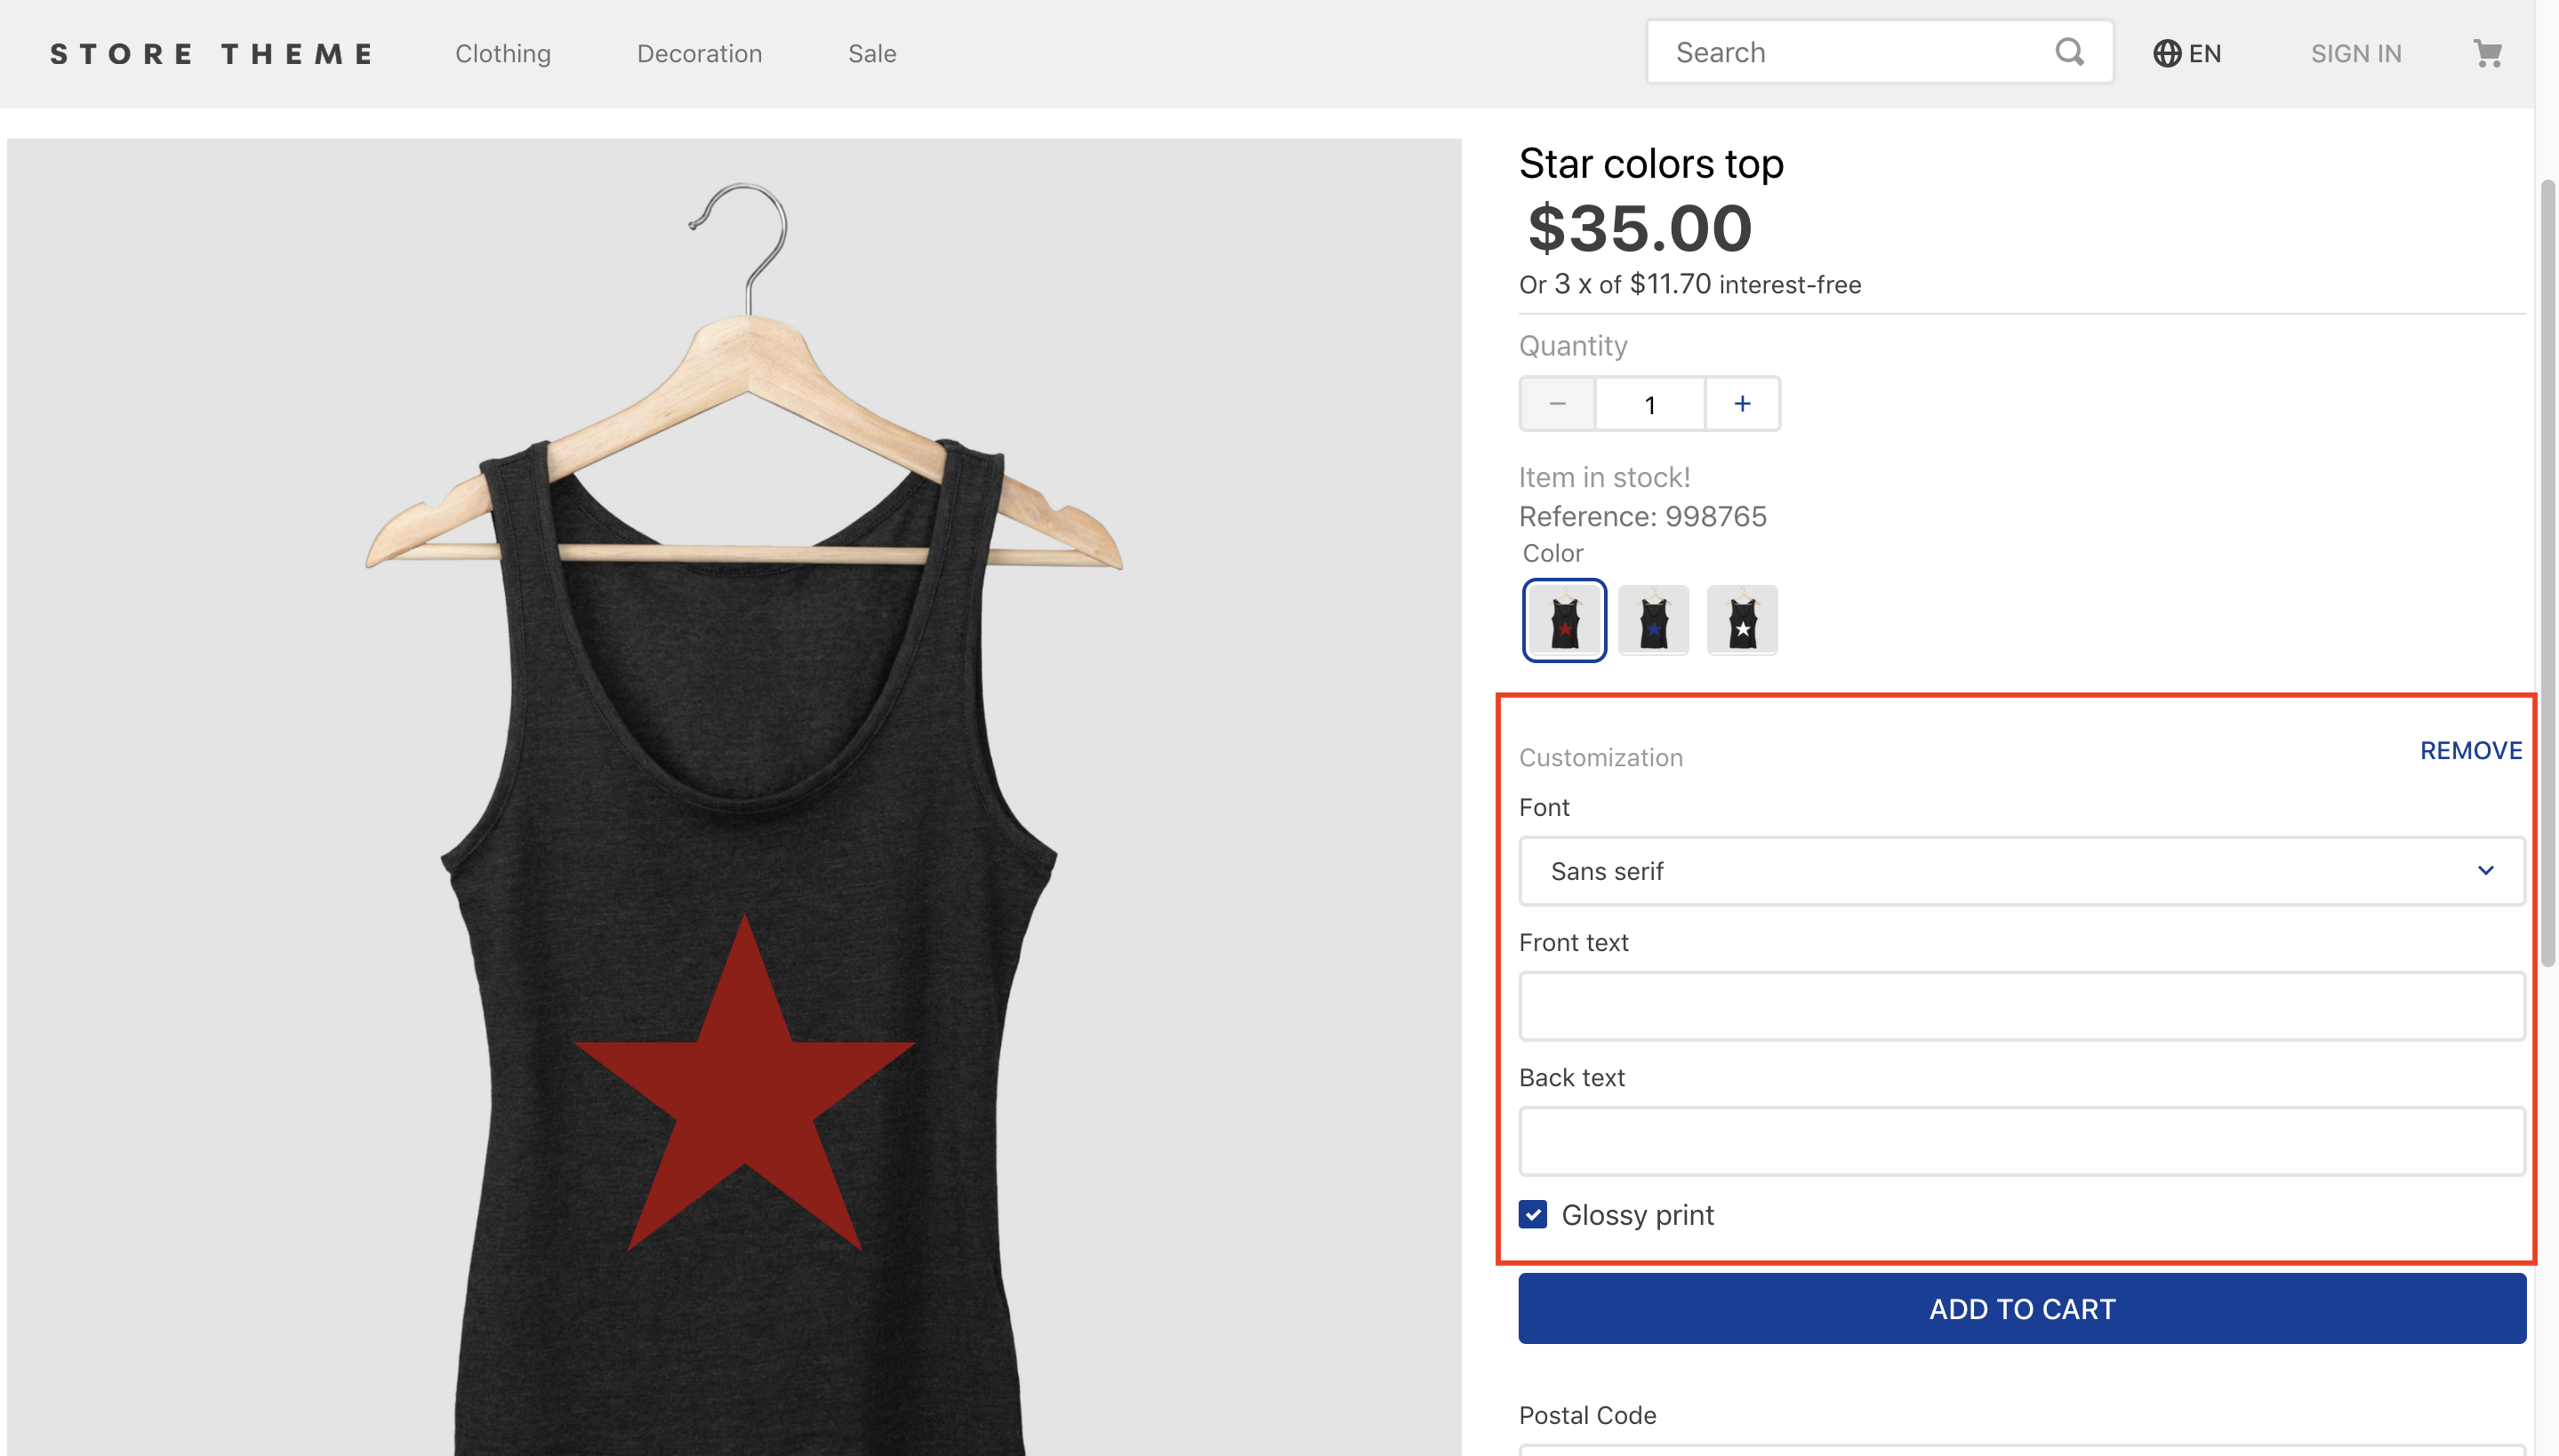 STORE THEME
Clothing
Decoration
Sale
Search
EN
SIGN IN
Star colors top
$35.00
Or 3 x of $11.70 interest-free
Quantity
1
Item in stock!
Reference: 998765
Color
Customization
REMOVE
Font
Sans serif
Front text
Back text
Glossy print
ADD TO CART
Postal Code